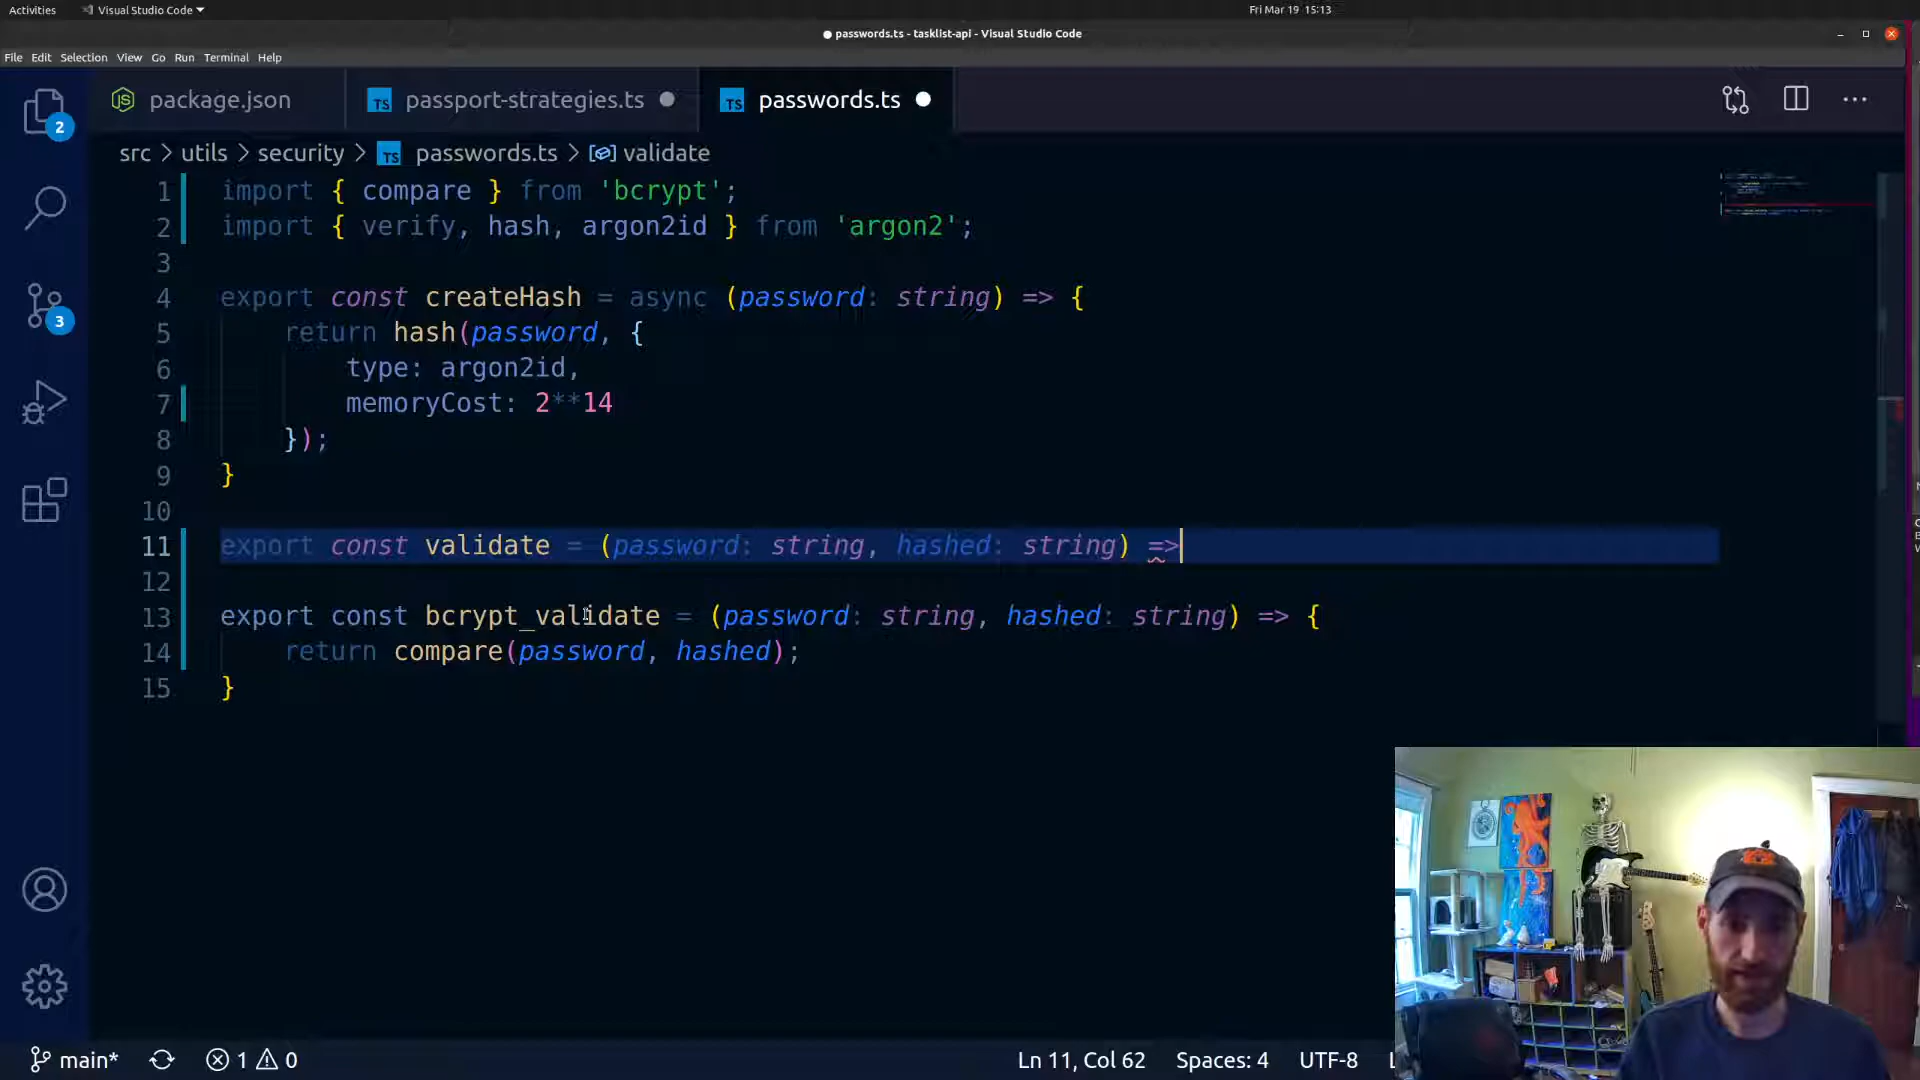 Activities Visual Studio Code Fri Mar 19 15:13
passwords.ts - tasklist-api - Visual Studio Code
File Edit Selection View Go Run Terminal Help
package.json passport-strategies.ts passwords.ts
src > utils > security > passwords.ts > validate
1 import { compare } from 'bcrypt';
2 import { verify, hash, argon2id } from 'argon2';
3
4 export const createHash = async (password: string) => {
5 return hash(password, {
6 type: argon2id,
7 memoryCost: 2**14
8 });
9 }
10
11 export const validate = (password: string, hashed: string) =>
12
13 export const bcrypt_validate = (password: string, hashed: string) => {
14 return compare(password, hashed);
15 }
2
3
main* 1 0 Ln 11, Col 62 Spaces: 4 UTF-8